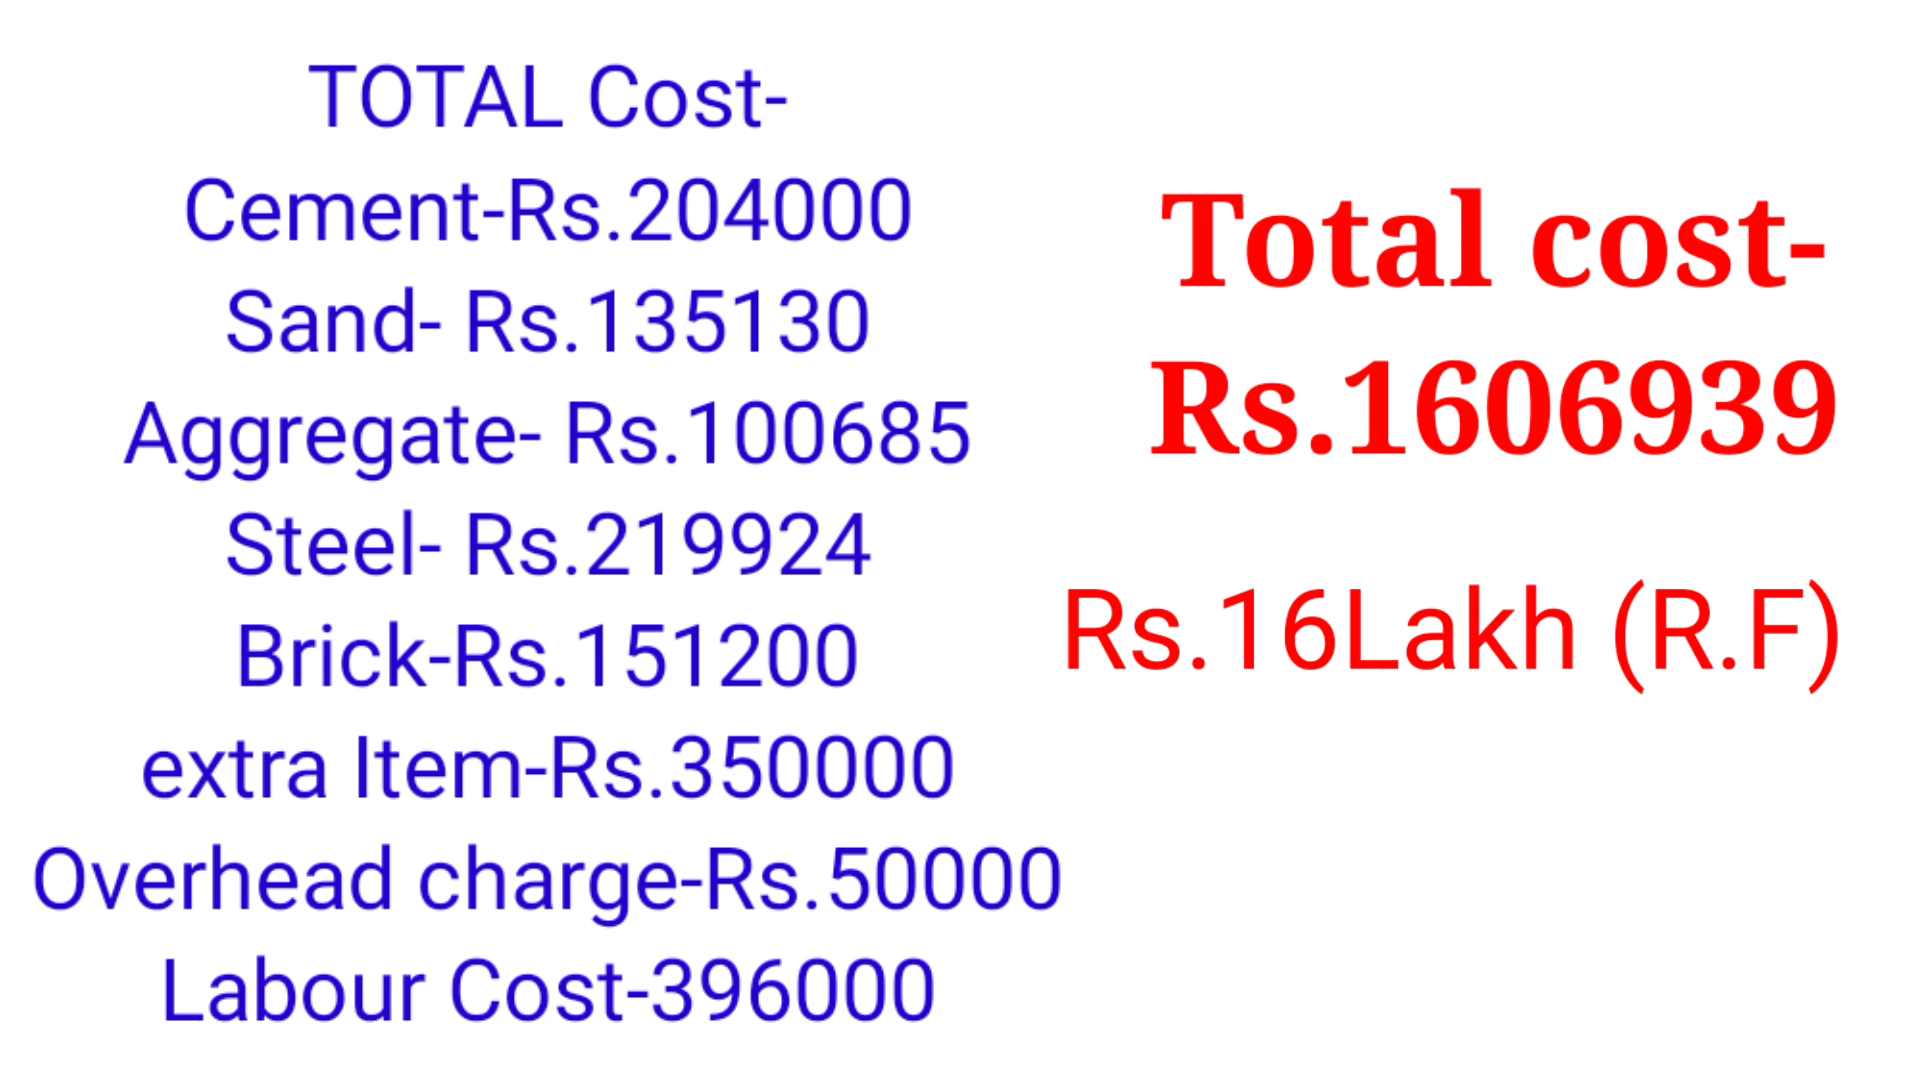 TOTAL Cost-
Cement-Rs.204000
Sand- Rs.135130
Aggregate- Rs.100685
Steel- Rs.219924
Brick-Rs.151200
extra Item-Rs.350000
Overhead charge-Rs.50000
Labour Cost-396000
Total cost-
Rs.1606939
Rs.16Lakh (R.F)